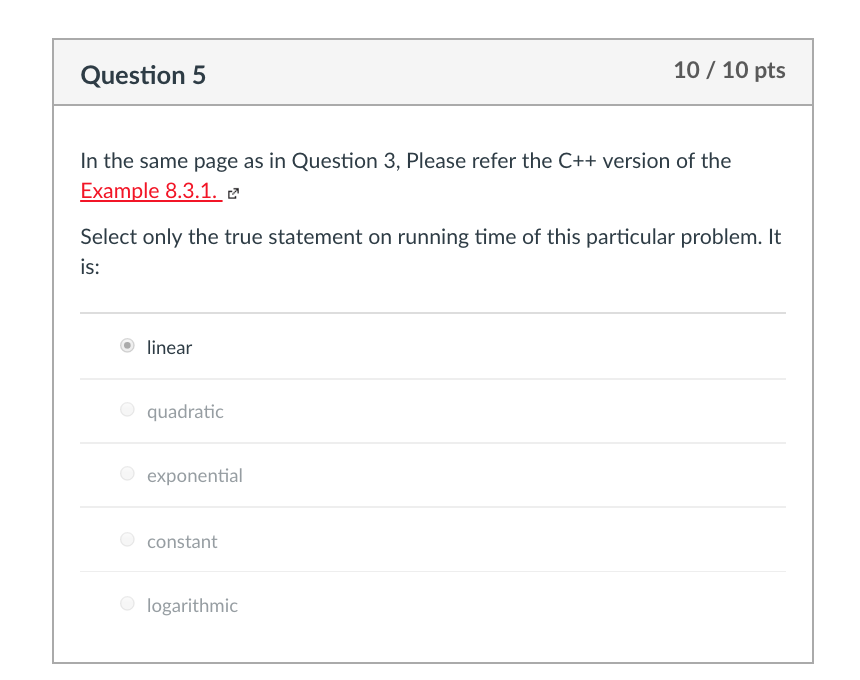 Question 5
10 / 10 pts
In the same page as in Question 3, Please refer the C++ version of the
Example 8.3.1.
Select only the true statement on running time of this particular problem. It
is:
linear
quadratic
exponential
constant
logarithmic